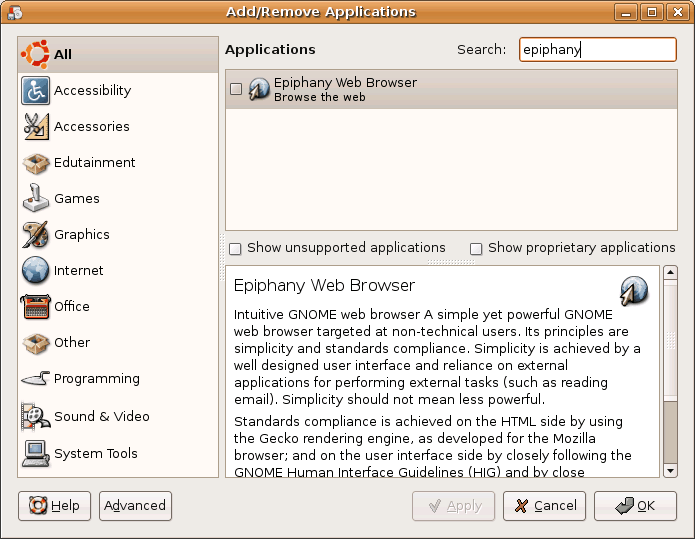 Add/Remove Applications
All
Accessibility
Accessories
Edutainment
Games
Graphics
Internet
Office
Other
Programming
Sound & Video
System Tools
Applications
Search: epiphany
Epiphany Web Browser
Browse the web
Show unsupported applications
Show proprietary applications
Epiphany Web Browser
Intuitive GNOME web browser A simple yet powerful GNOME
web browser targeted at non-technical users. Its principles are
simplicity and standards compliance. Simplicity is achieved by a
well designed user interface and reliance on external
applications for performing external tasks (such as reading
email). Simplicity should not mean less powerful.
Standards compliance is achieved on the HTML side by using
the Gecko rendering engine, as developed for the Mozilla
browser; and on the user interface side by closely following the
GNOME Human Interface Guidelines (HIG) and by close
Help
Advanced
Apply
Cancel
OK